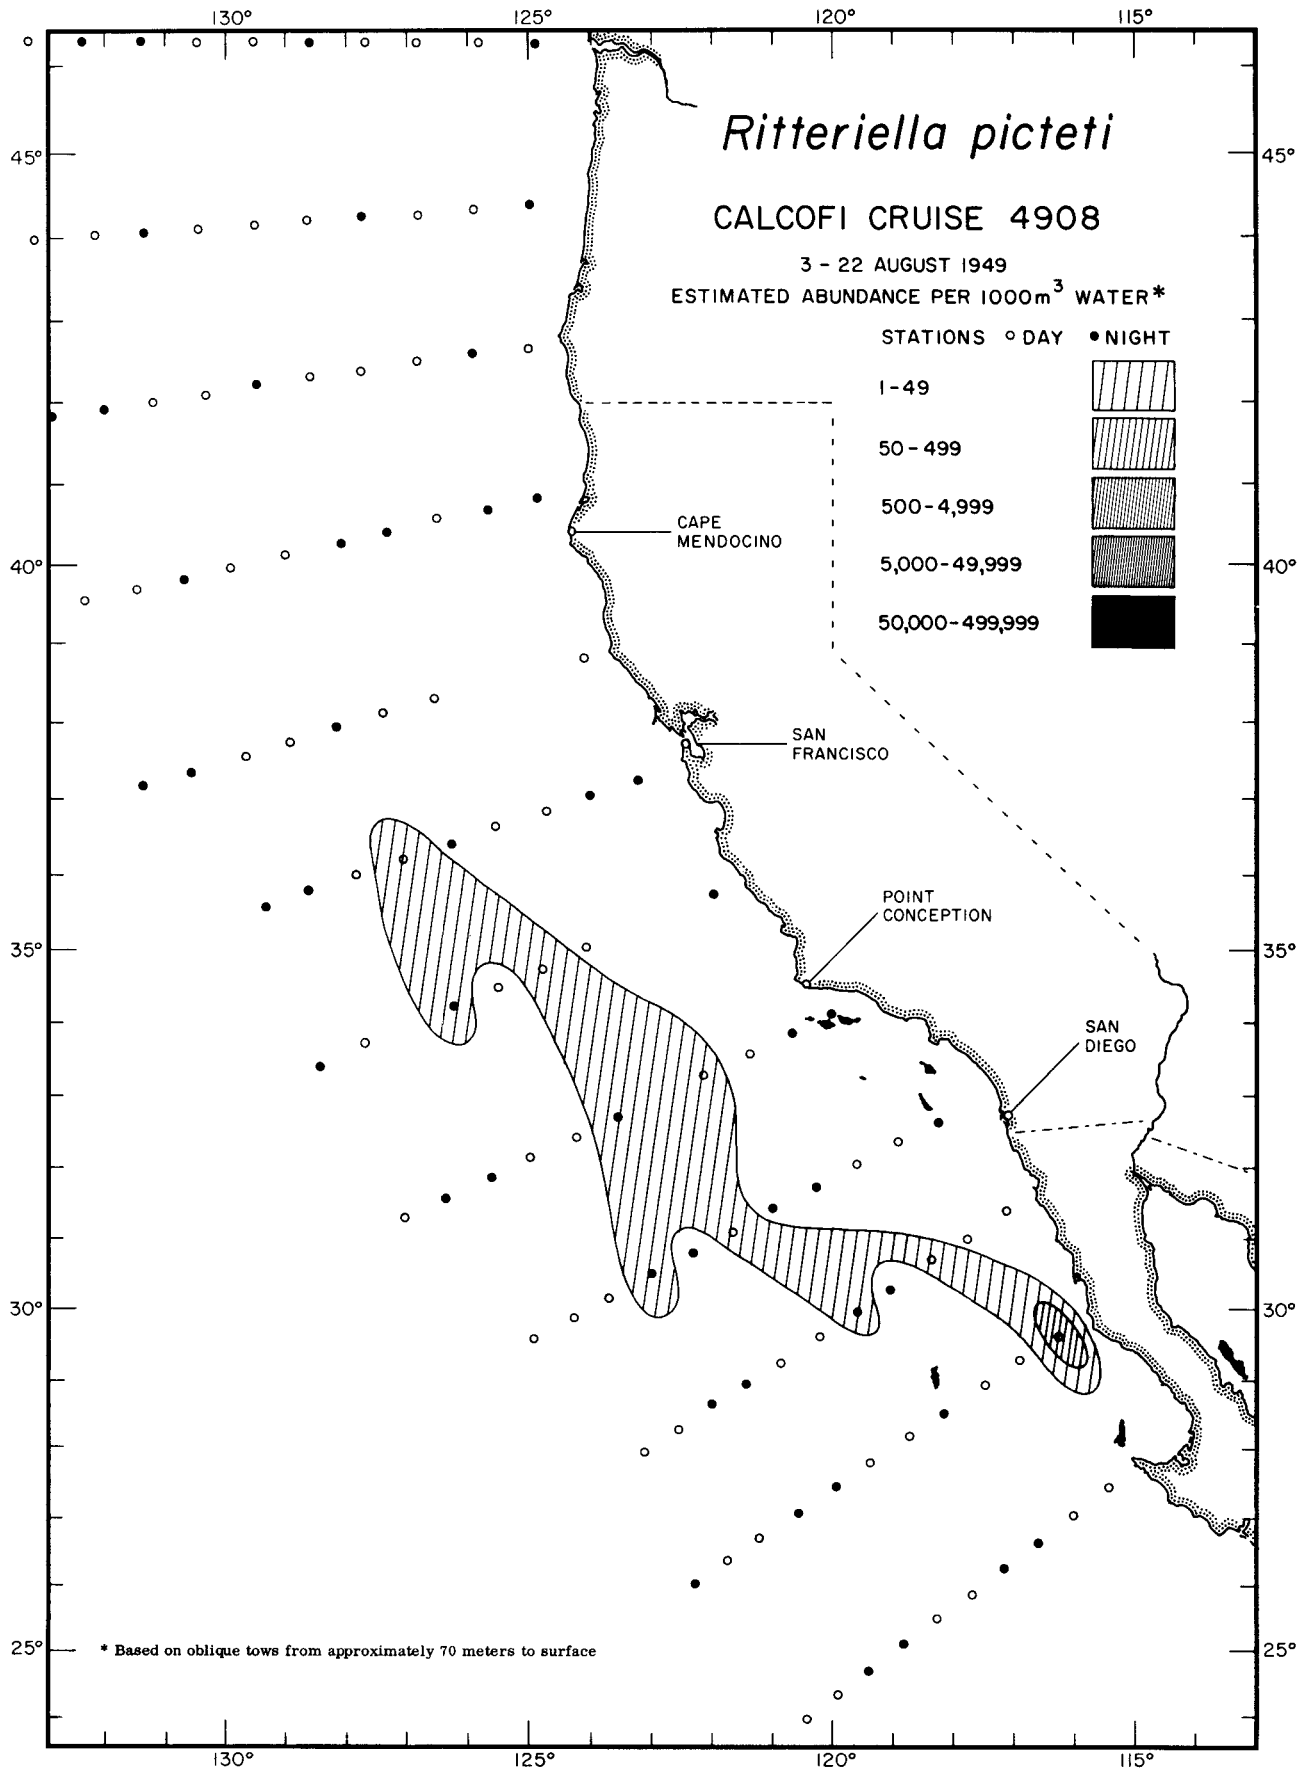 130° 125° 120° 115°
Ritteriella picteti
45° 45°
CALCOFI CRUISE 4908
3 - 22 AUGUST 1949
ESTIMATED ABUNDANCE PER 1000m³ WATER*
STATIONS ○ DAY ● NIGHT
1-49
50-499
500-4,999
5,000-49,999
50,000-499,999
CAPE
MENDOCINO
40° 40°
SAN
FRANCISCO
POINT
CONCEPTION
35° 35°
SAN
DIEGO
30° 30°
25° 25°
* Based on oblique tows from approximately 70 meters to surface
130° 125° 120° 115°